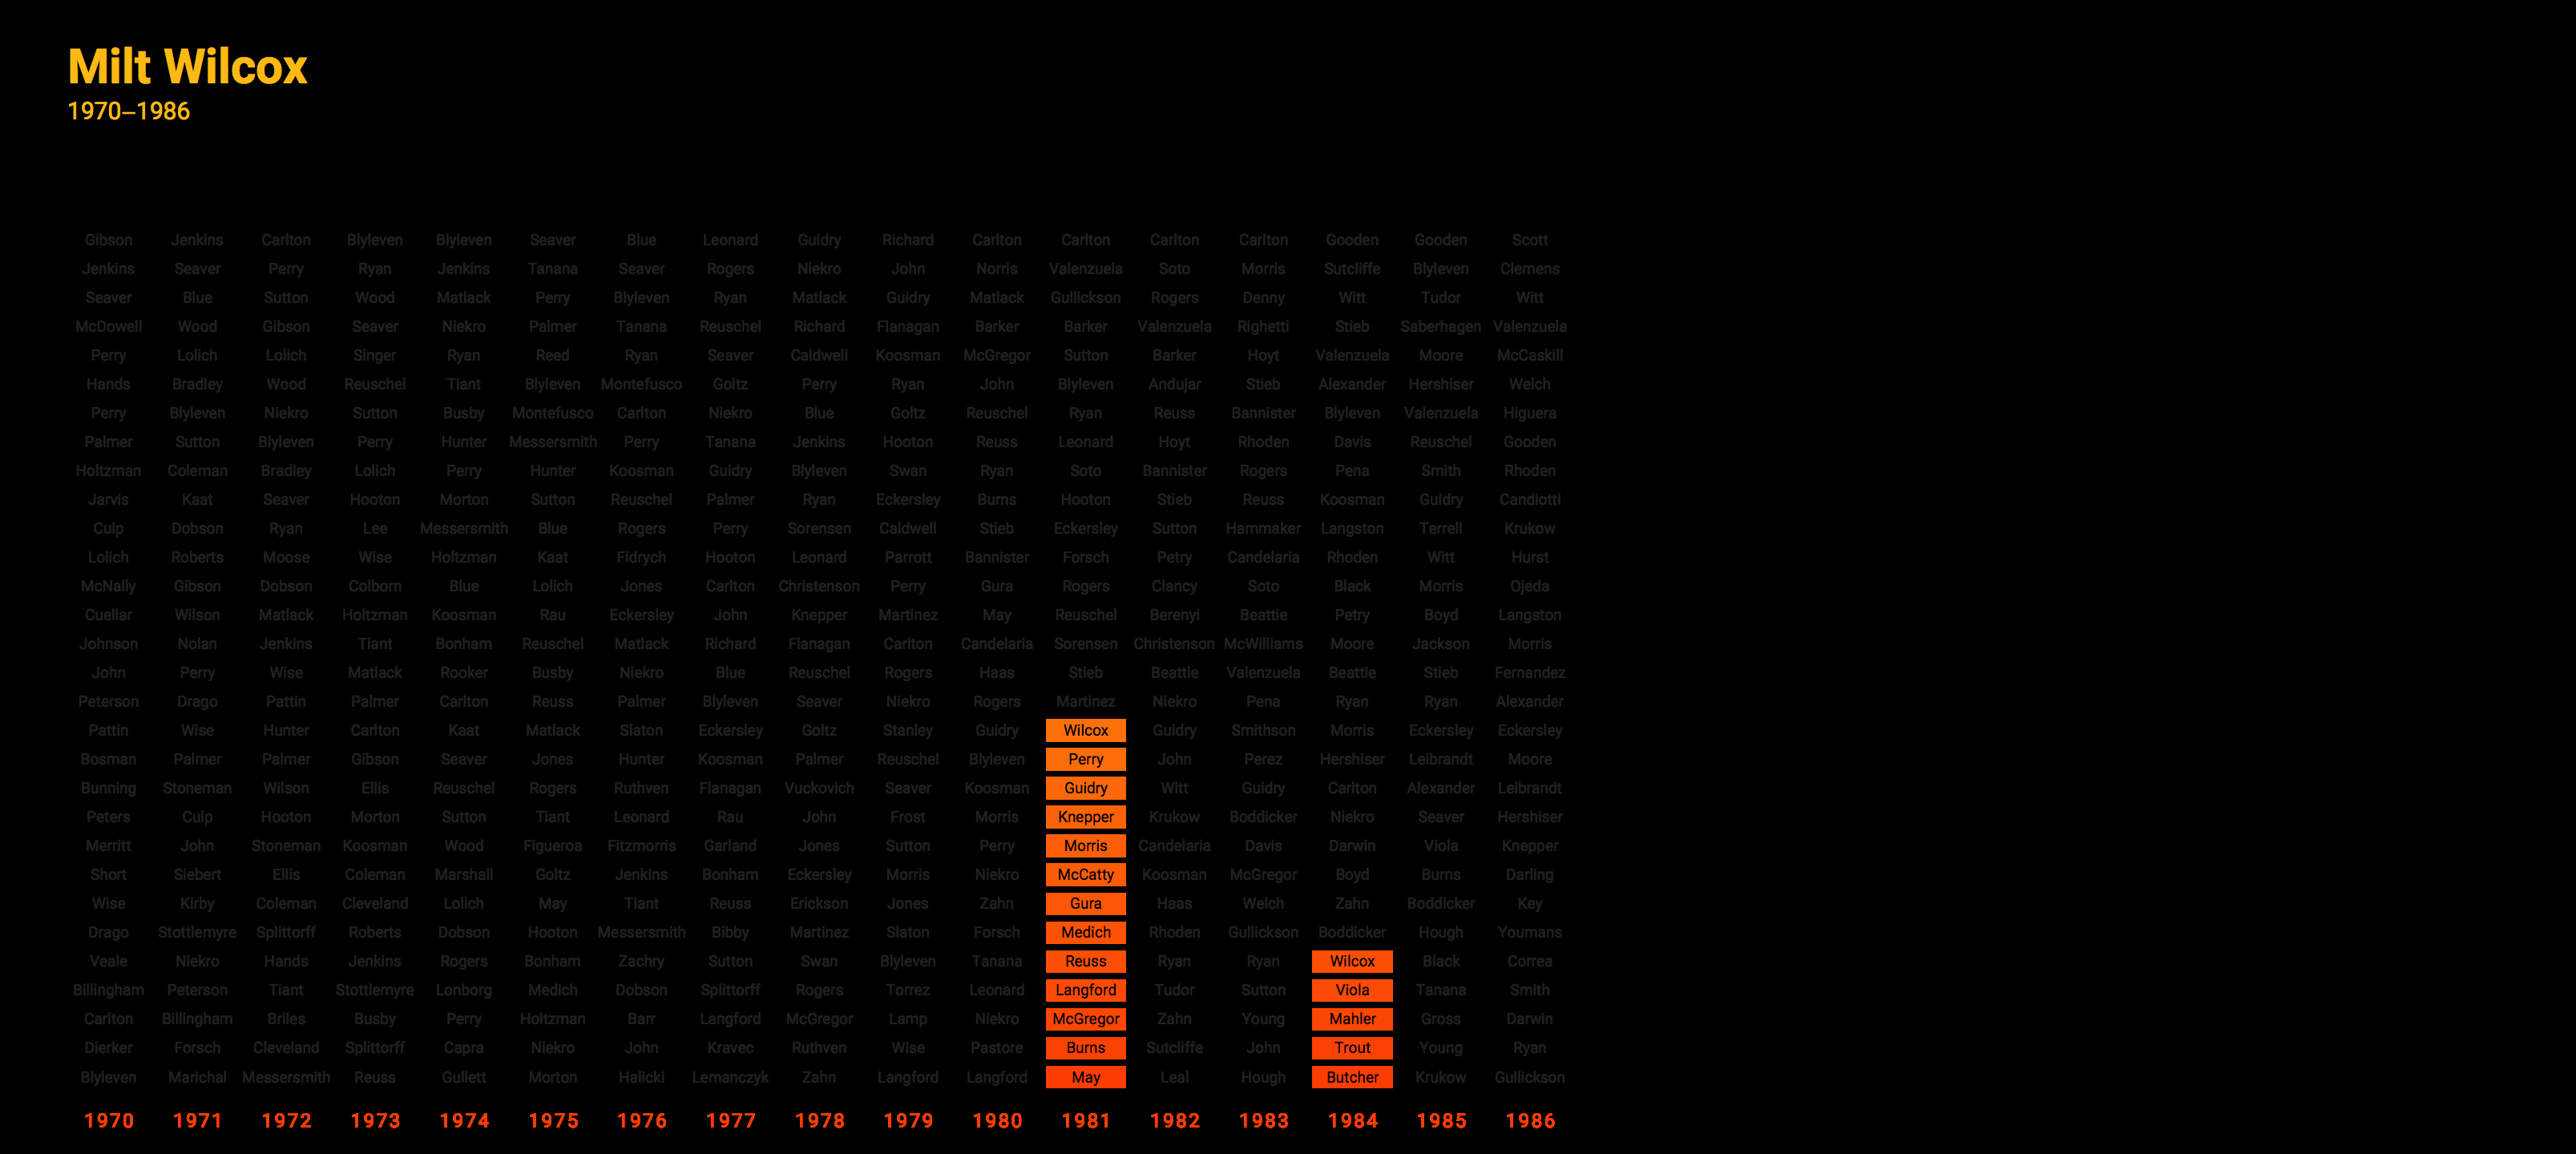 Milt Wilcox
1970–1986
Gibson Jenkins Carlton Blyleven Blyleven Seaver Blue Leonard Guidry Richard Carlton Carlton Carlton Carlton Gooden Gooden Scott
Jenkins Seaver Perry Ryan Jenkins Tanana Seaver Rogers Niekro John Norris Valenzuela Soto Morris Sutcliffe Blyleven Clemens
Seaver Blue Sutton Wood Matlack Perry Blyleven Ryan Matlack Guidry Matlack Gullickson Rogers Denny Witt Tudor Witt
McDowell Wood Gibson Seaver Niekro Palmer Tanana Reuschel Richard Flanagan Barker Barker Valenzuela Righetti Stieb Saberhagen Valenzuela
Perry Lolich Lolich Singer Ryan Reed Ryan Seaver Caldwell Koosman McGregor Sutton Barker Hoyt Valenzuela Moore McCaskill
Hands Bradley Wood Reuschel Tiant Blyleven Montefusco Goltz Perry Ryan John Blyleven Andujar Stieb Alexander Hershiser Welch
Perry Blyleven Niekro Sutton Busby Montefusco Carlton Niekro Blue Goltz Reuschel Ryan Reuss Bannister Blyleven Valenzuela Higuera
Palmer Sutton Blyleven Perry Hunter Messersmith Perry Tanana Jenkins Hooton Reuss Leonard Hoyt Rhoden Davis Reuschel Gooden
Holtzman Coleman Bradley Lolich Perry Hunter Koosman Guidry Blyleven Swan Ryan Soto Bannister Rogers Pena Smith Rhoden
Jarvis Kaat Seaver Hooton Morton Sutton Reuschel Palmer Ryan Eckersley Burns Hooton Stieb Reuss Koosman Guidry Candiotti
Culp Dobson Ryan Lee Messersmith Blue Rogers Perry Sorensen Caldwell Stieb Eckersley Sutton Hammaker Langston Terrell Krukow
Lolich Roberts Moose Wise Holtzman Kaat Fidrych Hooton Leonard Parrott Bannister Forsch Petry Candelaria Rhoden Witt Hurst
McNally Gibson Dobson Colborn Blue Lolich Jones Carlton Christenson Perry Gura Rogers Clancy Soto Black Morris Ojeda
Cuellar Wilson Matlack Holtzman Koosman Rau Eckersley John Knepper Martinez May Reuschel Berenyi Beattie Petry Boyd Langston
Johnson Nolan Jenkins Tiant Bonham Reuschel Matlack Richard Flanagan Carlton Candelaria Sorensen Christenson McWilliams Moore Jackson Morris
John Perry Wise Matlack Rooker Busby Niekro Blue Reuschel Rogers Haas Stieb Beattie Valenzuela Beattie Stieb Fernandez
Peterson Drago Pattin Palmer Carlton Reuss Palmer Blyleven Seaver Niekro Rogers Martinez Niekro Pena Ryan Ryan Alexander
Pattin Wise Hunter Carlton Kaat Matlack Slaton Eckersley Goltz Stanley Guidry Wilcox Guidry Smithson Morris Eckersley Eckersley
Bosman Palmer Palmer Gibson Seaver Jones Hunter Koosman Palmer Reuschel Blyleven Perry John Perez Hershiser Leibrandt Moore
Bunning Stoneman Wilson Ellis Reuschel Rogers Ruthven Flanagan Vuckovich Seaver Koosman Guidry Witt Guidry Carlton Alexander Leibrandt
Peters Culp Hooton Morton Sutton Tiant Leonard Rau John Frost Morris Knepper Krukow Boddicker Niekro Seaver Hershiser
Merritt John Stoneman Koosman Wood Figueroa Fitzmorris Garland Jones Sutton Perry Morris Candelaria Davis Darwin Viola Knepper
Short Siebert Ellis Coleman Marshall Goltz Jenkins Bonham Eckersley Morris Niekro McCatty Koosman McGregor Boyd Burns Darling
Wise Kirby Coleman Cleveland Lolich May Tiant Reuss Erickson Jones Zahn Gura Haas Welch Zahn Boddicker Key
Drago Stottlemyre Splittorff Roberts Dobson Hooton Messersmith Bibby Martinez Slaton Forsch Medich Rhoden Gullickson Boddicker Hough Youmans
Veale Niekro Hands Jenkins Rogers Bonham Zachry Sutton Swan Blyleven Tanana Reuss Ryan Ryan Wilcox Black Correa
Billingham Peterson Tiant Stottlemyre Lonborg Medich Dobson Splittorff Rogers Torrez Leonard Langford Tudor Sutton Viola Tanana Smith
Carlton Billingham Briles Busby Perry Holtzman Barr Langford McGregor Lamp Niekro McGregor Zahn Young Mahler Gross Darwin
Dierker Forsch Cleveland Splittorff Capra Niekro John Kravec Ruthven Wise Pastore Burns Sutcliffe John Trout Young Ryan
Blyleven Marichal Messersmith Reuss Gullett Morton Halicki Lemanczyk Zahn Langford Langford May Leal Hough Butcher Krukow Gullickson
1970 1971 1972 1973 1974 1975 1976 1977 1978 1979 1980 1981 1982 1983 1984 1985 1986